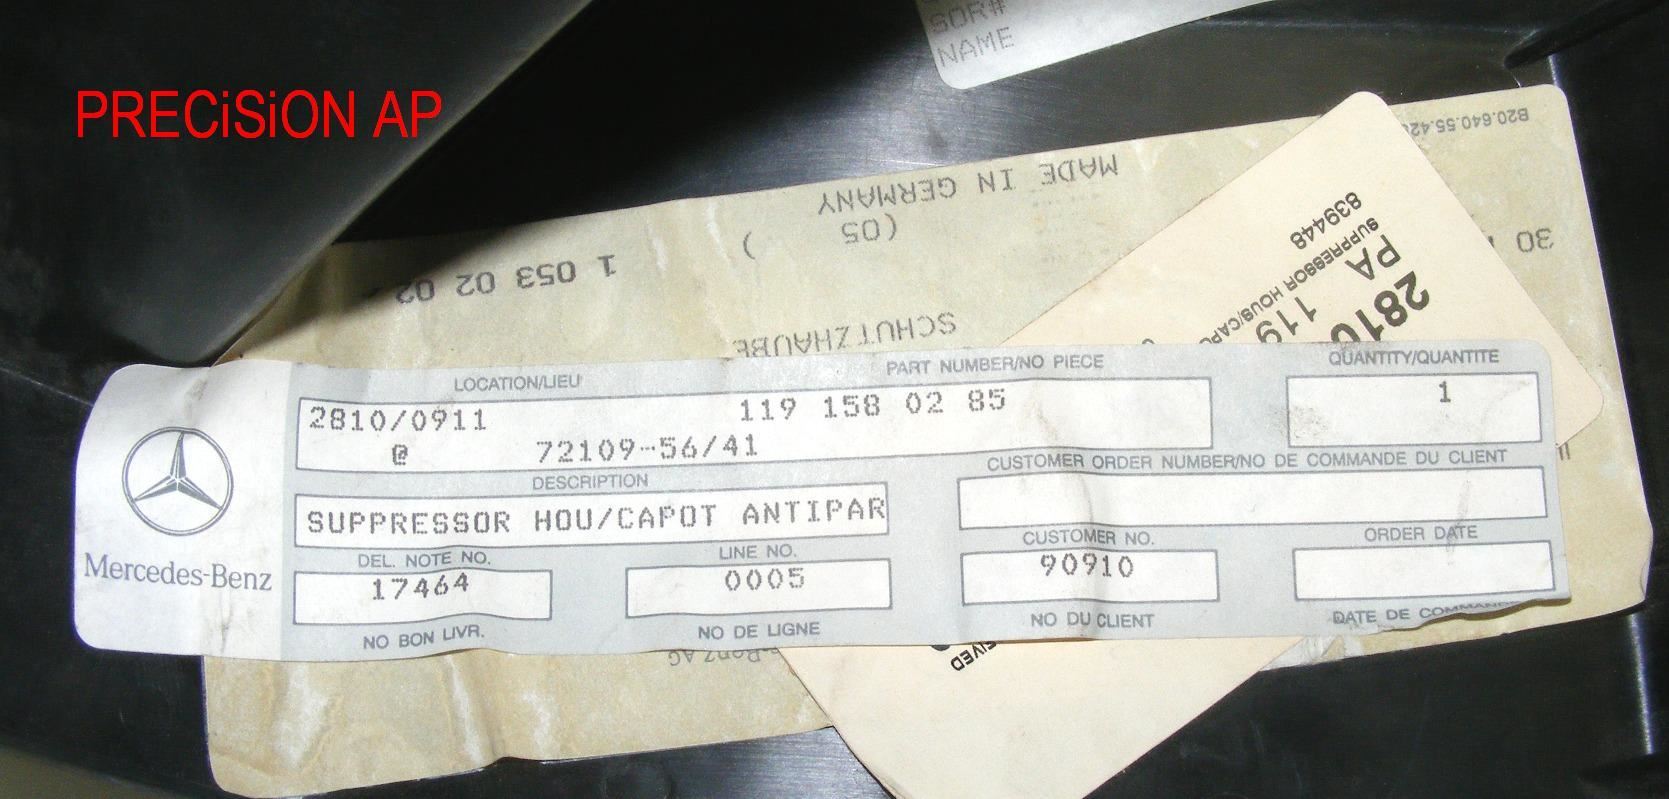 SOR#
NAME
PRECiSiON AP
B20.640.55.42
MADE IN GERMANY
(05 )
1 053 02 02
30
SCHUTZHAUBE
839448
SUPPRESSOR HOUS/CAPO
PA
119
2810
LOCATION/LIEU
PART NUMBER/NO PIECE
QUANTITY/QUANTITE
2810/0911 119 158 02 85
1
@ 72109-56/41
DESCRIPTION
CUSTOMER ORDER NUMBER/NO DE COMMANDE DU CLIENT
SUPPRESSOR HOU/CAPOT ANTIPAR
Mercedes-Benz
DEL. NOTE NO.
LINE NO.
CUSTOMER NO.
ORDER DATE
17464
0005
90910
NO BON LIVR.
NO DE LIGNE
NO DU CLIENT
DATE DE COMMANDE
AG